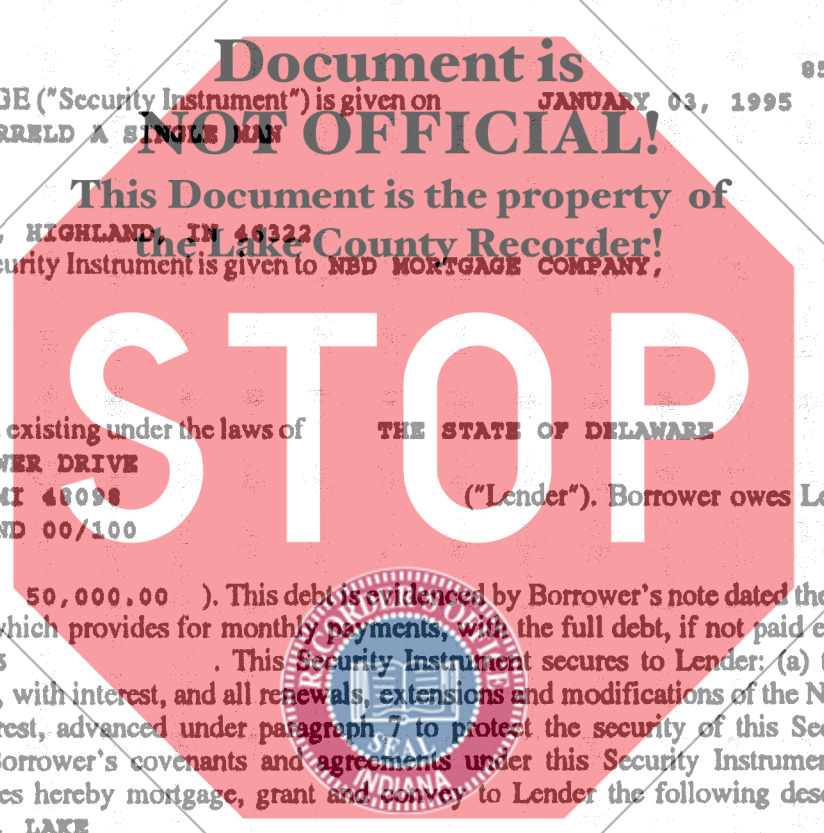 Document is
85
GE ("Security Instrument") is given on JANUARY 03, 1995
NOT OFFICIAL!
RRELD A SINGLE MAN
This Document is the property of
, HIGHLAND, IN 46322
the Lake County Recorder!
curity Instrument is given to NBD MORTGAGE COMPANY,
STOP
existing under the laws of THE STATE OF DELAWARE
WER DRIVE
MI 48098 ("Lender"). Borrower owes Le
ND 00/100
50,000.00 ). This debt is evidenced by Borrower's note dated the
which provides for monthly payments, with the full debt, if not paid e
. This Security Instrument secures to Lender: (a) t
, with interest, and all renewals, extensions and modifications of the N
rest, advanced under paragraph 7 to protect the security of this Sec
Borrower's covenants and agreements under this Security Instrumen
es hereby mortgage, grant and convey to Lender the following desc
LAKE
RECORDER'S OFFICE
SEAL
INDIANA